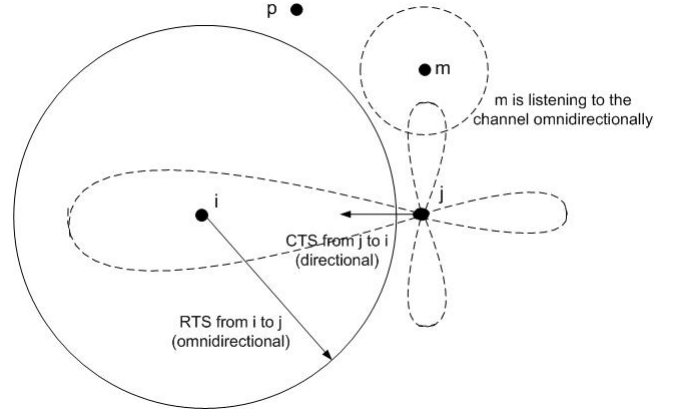 p
m
m is listening to the
channel omnidirectionally
i
j
CTS from j to i
(directional)
RTS from i to j
(omnidirectional)